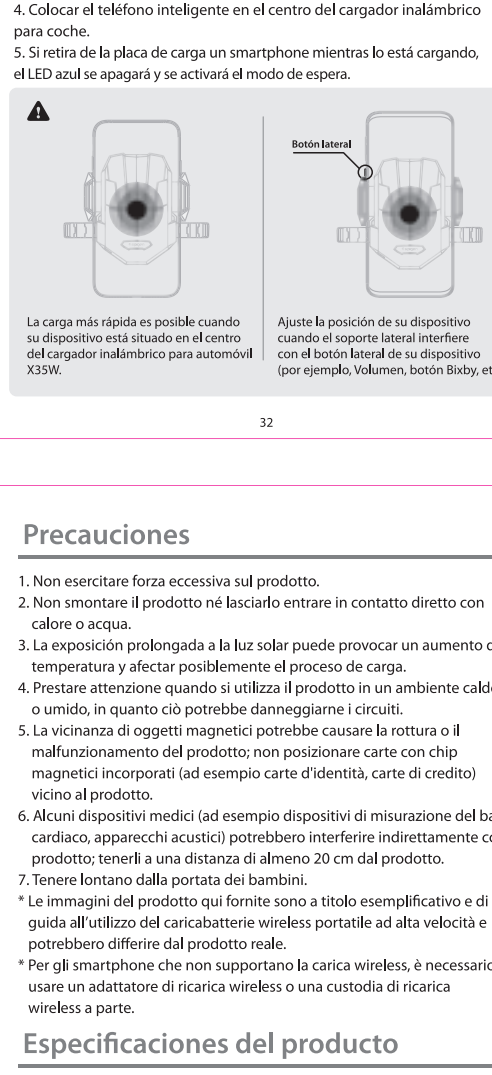 4. Colocar el teléfono inteligente en el centro del cargador inalámbrico
para coche.
5. Si retira de la placa de carga un smartphone mientras lo está cargando,
el LED azul se apagará y se activará el modo de espera.
Botón lateral
La carga más rápida es posible cuando
su dispositivo está situado en el centro
del cargador inalámbrico para automóvil
X35W.
Ajuste la posición de su dispositivo
cuando el soporte lateral interfiere
con el botón lateral de su dispositivo
(por ejemplo, Volumen, botón Bixby, et
32
Precauciones
1. Non esercitare forza eccessiva sul prodotto.
2. Non smontare il prodotto né lasciarlo entrare in contatto diretto con
calore o acqua.
3. La exposición prolongada a la luz solar puede provocar un aumento d
temperatura y afectar posiblemente el proceso de carga.
4. Prestare attenzione quando si utilizza il prodotto in un ambiente cald
o umido, in quanto ciò potrebbe danneggiarne i circuiti.
5. La vicinanza di oggetti magnetici potrebbe causare la rottura o il
malfunzionamento del prodotto; non posizionare carte con chip
magnetici incorporati (ad esempio carte d'identità, carte di credito)
vicino al prodotto.
6. Alcuni dispositivi medici (ad esempio dispositivi di misurazione del ba
cardiaco, apparecchi acustici) potrebbero interferire indirettamente co
prodotto; tenerli a una distanza di almeno 20 cm dal prodotto.
7. Tenere lontano dalla portata dei bambini.
* Le immagini del prodotto qui fornite sono a titolo esemplificativo e di
guida all'utilizzo del caricabatterie wireless portatile ad alta velocità e
potrebbero differire dal prodotto reale.
* Per gli smartphone che non supportano la carica wireless, è necessario
usare un adattatore di ricarica wireless o una custodia di ricarica
wireless a parte.
Especificaciones del producto